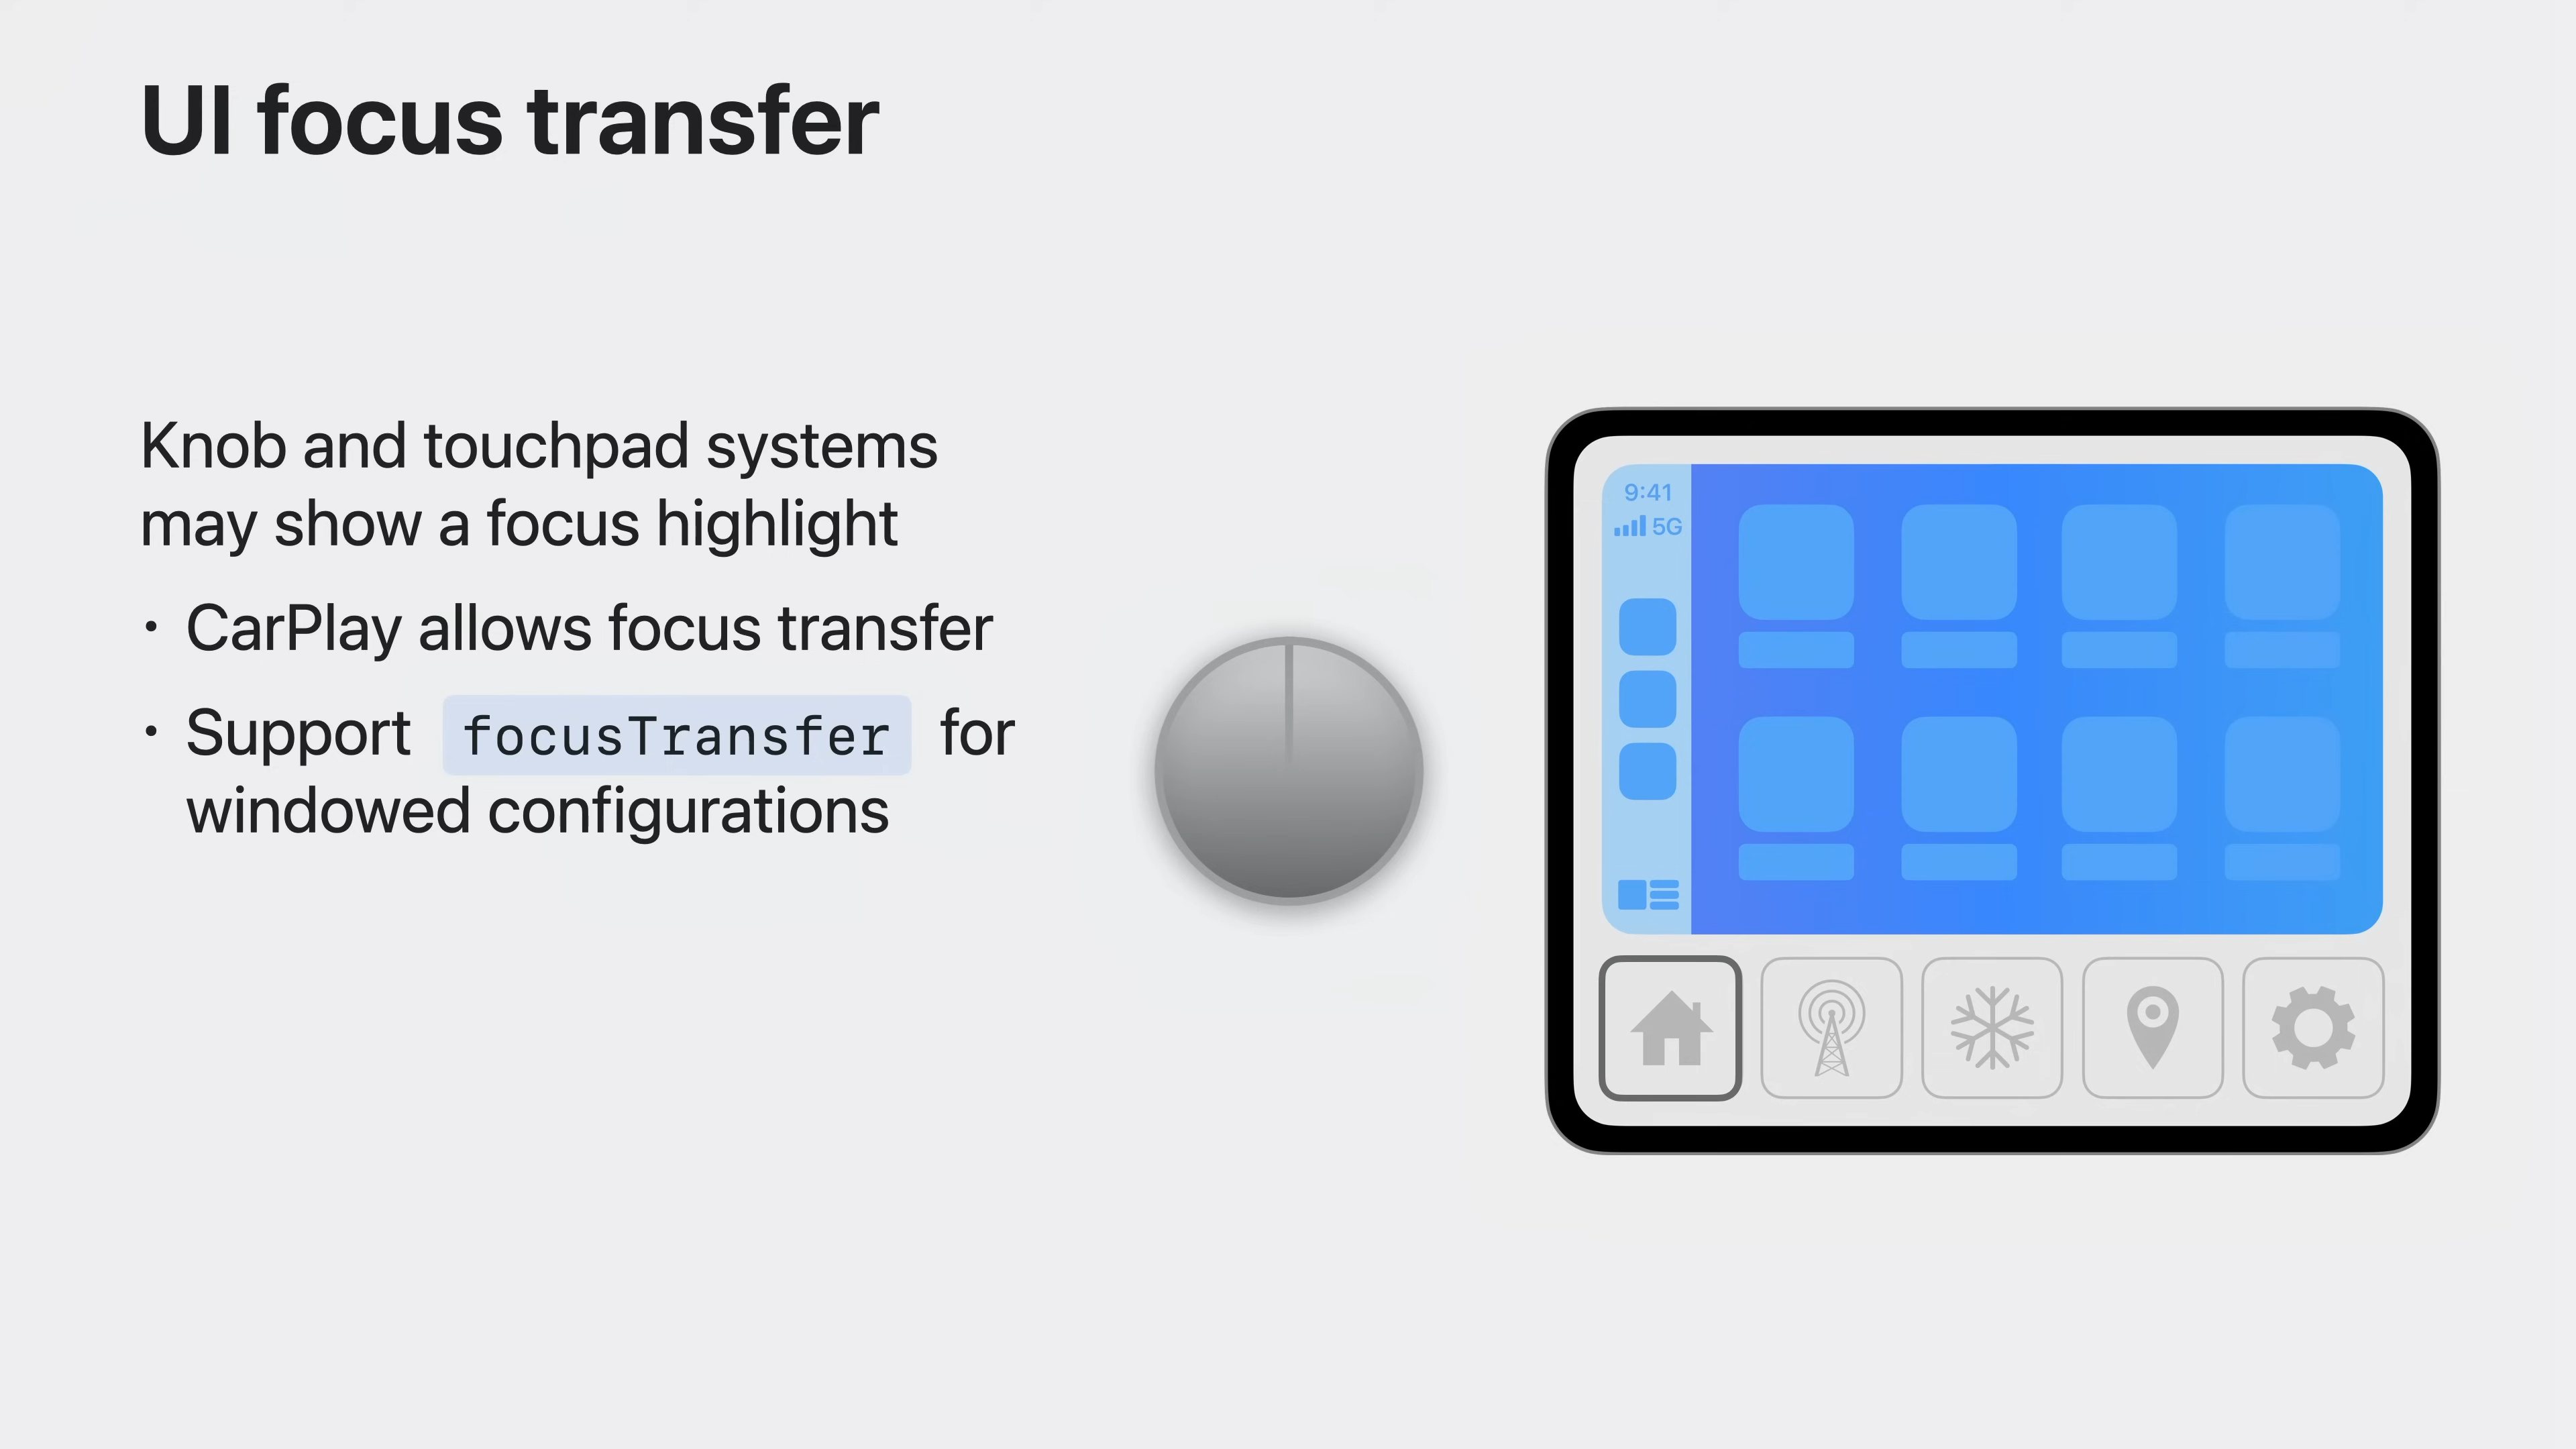 UI focus transfer
Knob and touchpad systems
may show a focus highlight
• CarPlay allows focus transfer
• Support focusTransfer for
windowed configurations
9:41
5G